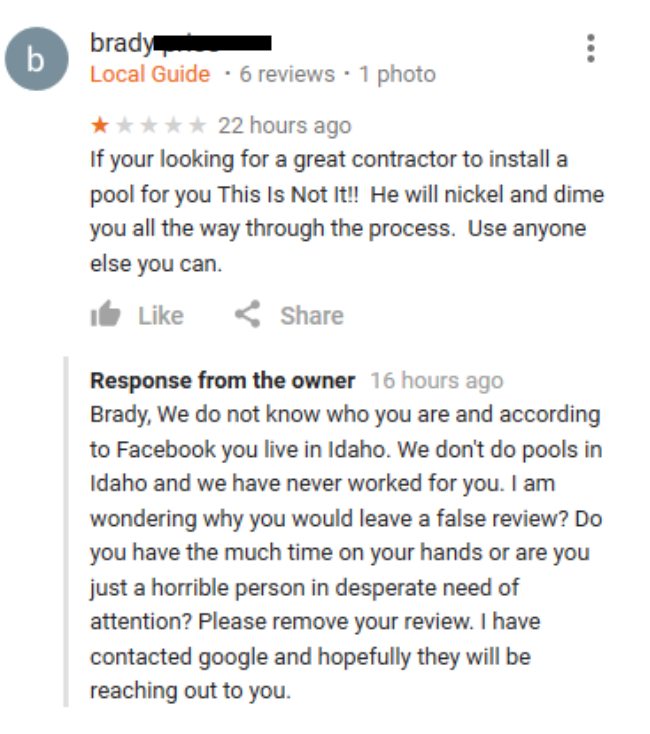 b
brady
Local Guide · 6 reviews · 1 photo
22 hours ago
If your looking for a great contractor to install a
pool for you This Is Not It!!  He will nickel and dime
you all the way through the process.  Use anyone
else you can.
Like Share
Response from the owner 16 hours ago
Brady, We do not know who you are and according
to Facebook you live in Idaho. We don't do pools in
Idaho and we have never worked for you. I am
wondering why you would leave a false review? Do
you have the much time on your hands or are you
just a horrible person in desperate need of
attention? Please remove your review. I have
contacted google and hopefully they will be
reaching out to you.